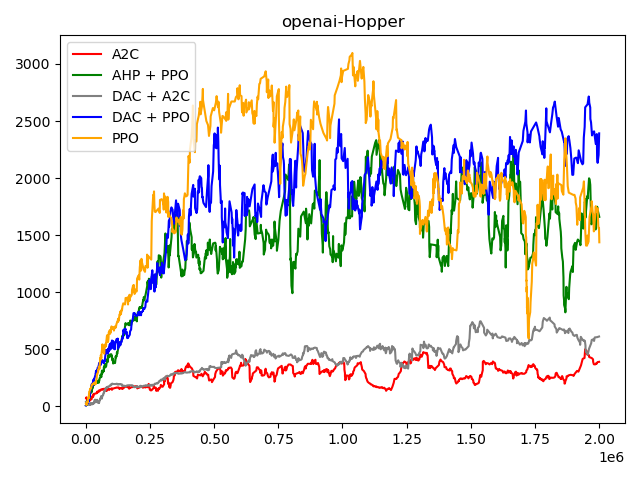 openai-Hopper
A2C
AHP + PPO
DAC + A2C
DAC + PPO
PPO
3000
2500
2000
1500
1000
500
0
0.00 0.25 0.50 0.75 1.00 1.25 1.50 1.75 2.00
1e6